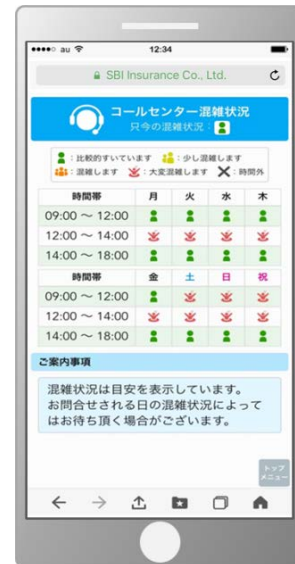 au 12:34
SBI Insurance Co., Ltd.
コールセンター混雑状況
只今の混雑状況：
：比較的すいています ：少し混雑します
：混雑します ：大変混雑します ：時間外
時間帯 月 火 水 木
09:00 ～ 12:00
12:00 ～ 14:00
14:00 ～ 18:00
時間帯 金 土 日 祝
09:00 ～ 12:00
12:00 ～ 14:00
14:00 ～ 18:00
ご案内事項
混雑状況は目安を表示しています。
お問合せされる日の混雑状況によって
はお待ち頂く場合がございます。
トップ
メニュー